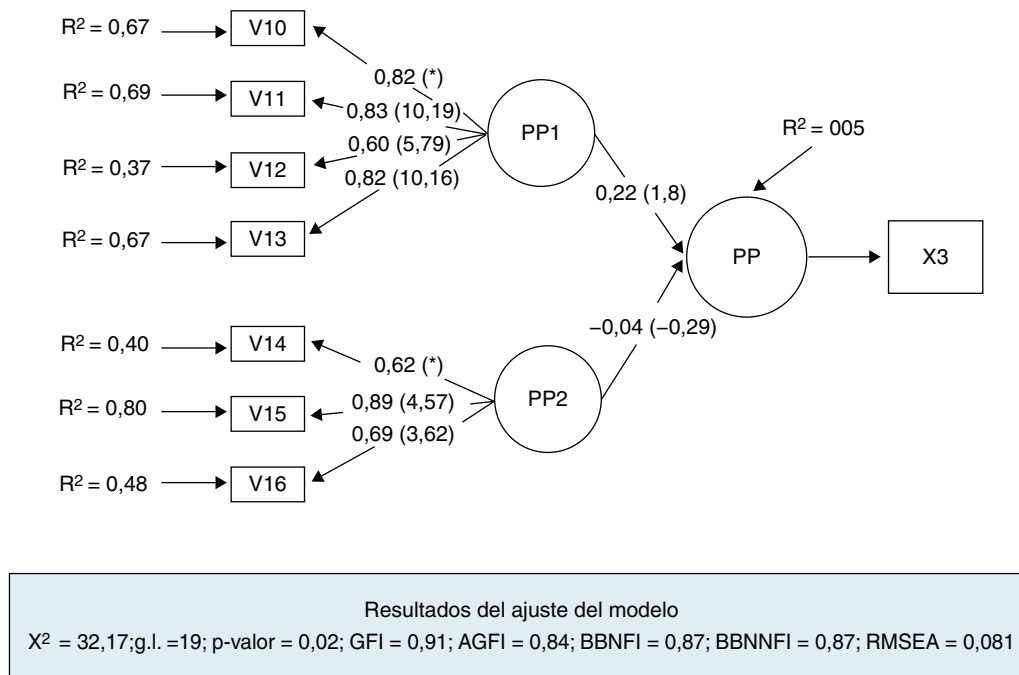 R² = 0,67
V10
0,82 (*)
R² = 0,69
V11
0,83 (10,19)
PP1
R² = 005
0,60 (5,79)
R² = 0,37
V12
0,82 (10,16)
0,22 (1,8)
R² = 0,67
V13
PP
X3
R² = 0,40
V14
−0,04 (−0,29)
0,62 (*)
R² = 0,80
V15
0,89 (4,57)
PP2
0,69 (3,62)
R² = 0,48
V16
Resultados del ajuste del modelo
X² = 32,17;g.l. =19; p-valor = 0,02; GFI = 0,91; AGFI = 0,84; BBNFI = 0,87; BBNNFI = 0,87; RMSEA = 0,081